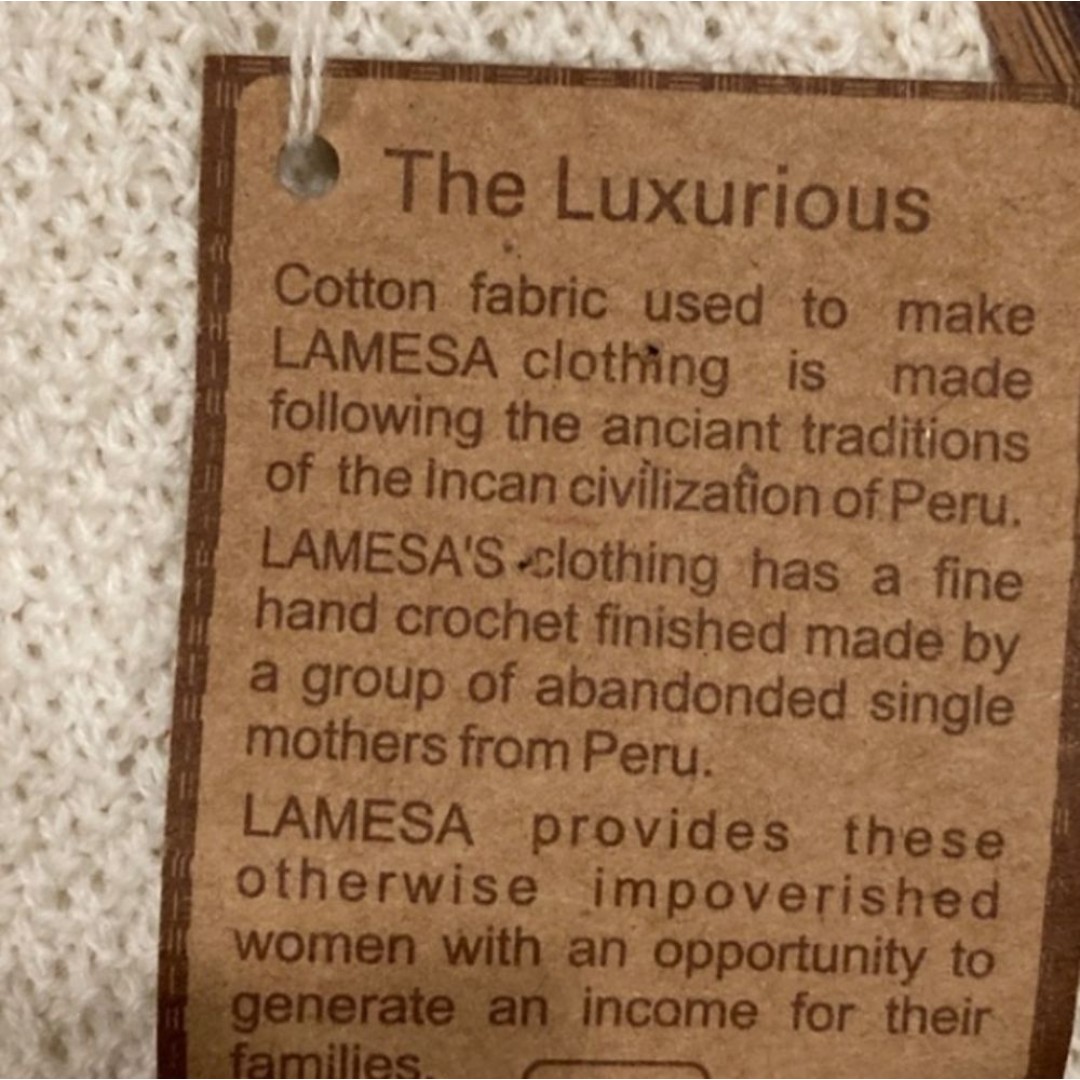 The Luxurious
Cotton fabric used to make
LAMESA clothing is made
following the anciant traditions
of the Incan civilization of Peru.
LAMESA'S clothing has a fine
hand crochet finished made by
a group of abandonded single
mothers from Peru.
LAMESA provides these
otherwise impoverished
women with an opportunity to
generate an income for their
families.